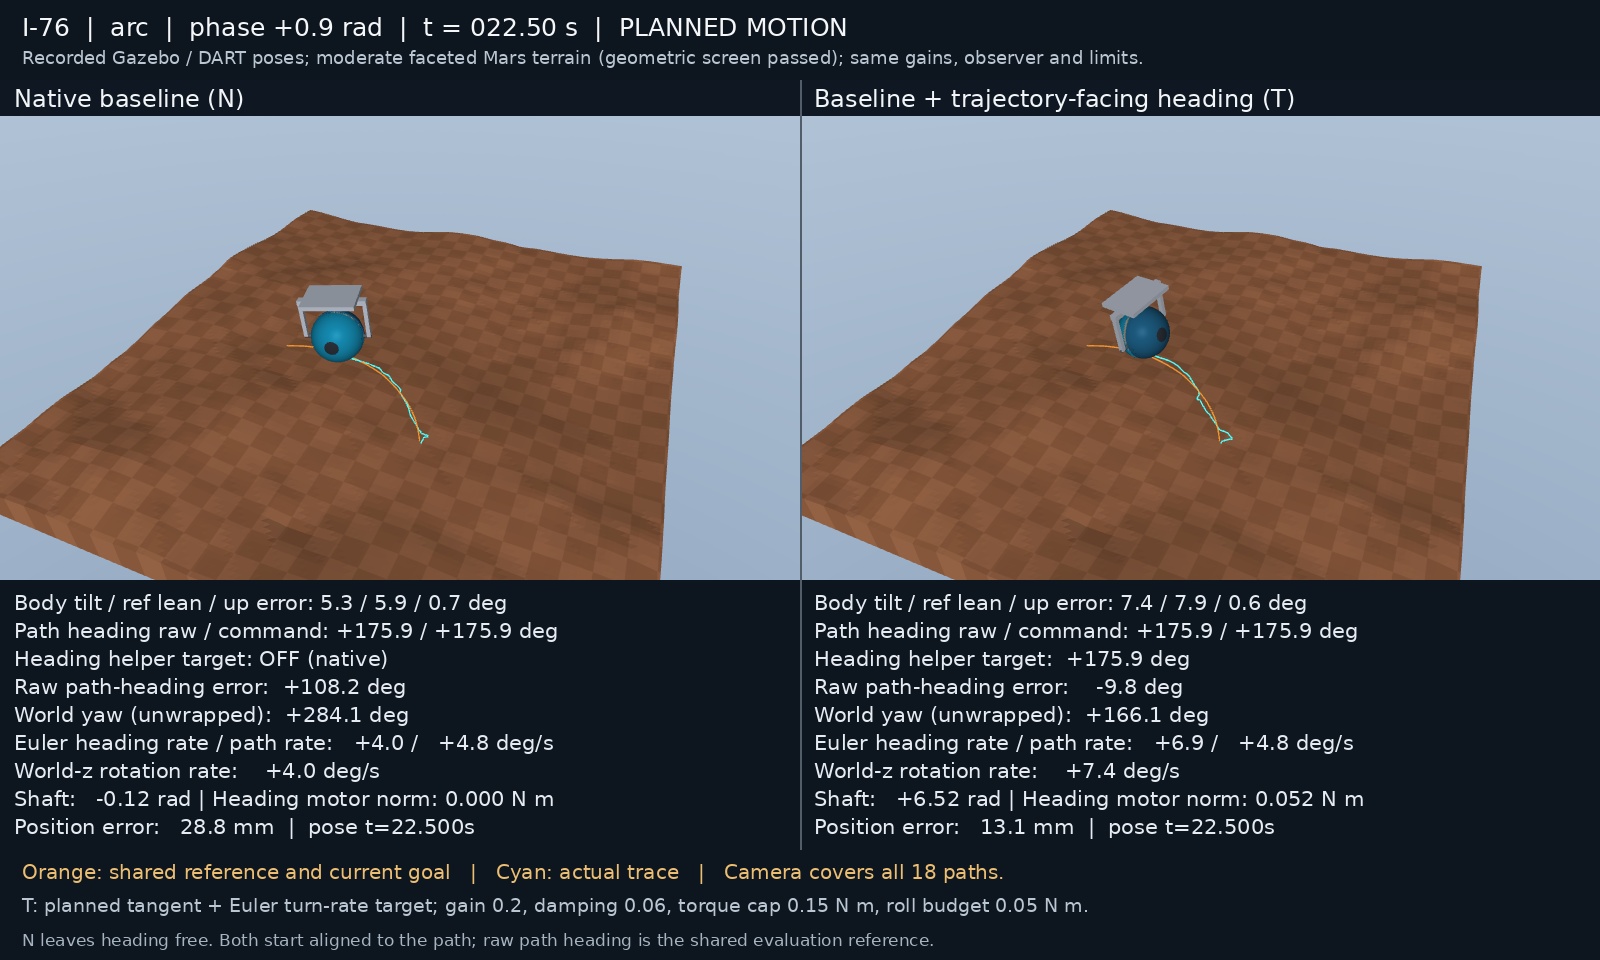 I-76 | arc | phase +0.9 rad | t = 022.50 s | PLANNED MOTION
Recorded Gazebo / DART poses; moderate faceted Mars terrain (geometric screen passed); same gains, observer and limits.
Native baseline (N)
Body tilt / ref lean / up error: 5.3 / 5.9 / 0.7 deg
Path heading raw / command: +175.9 / +175.9 deg
Heading helper target: OFF (native)
Raw path-heading error: +108.2 deg
World yaw (unwrapped): +284.1 deg
Euler heading rate / path rate: +4.0 / +4.8 deg/s
World-z rotation rate: +4.0 deg/s
Shaft: -0.12 rad | Heading motor norm: 0.000 N m
Position error: 28.8 mm | pose t=22.500s
Baseline + trajectory-facing heading (T)
Body tilt / ref lean / up error: 7.4 / 7.9 / 0.6 deg
Path heading raw / command: +175.9 / +175.9 deg
Heading helper target: +175.9 deg
Raw path-heading error: -9.8 deg
World yaw (unwrapped): +166.1 deg
Euler heading rate / path rate: +6.9 / +4.8 deg/s
World-z rotation rate: +7.4 deg/s
Shaft: +6.52 rad | Heading motor norm: 0.052 N m
Position error: 13.1 mm | pose t=22.500s
Orange: shared reference and current goal | Cyan: actual trace | Camera covers all 18 paths.
T: planned tangent + Euler turn-rate target; gain 0.2, damping 0.06, torque cap 0.15 N m, roll budget 0.05 N m.
N leaves heading free. Both start aligned to the path; raw path heading is the shared evaluation reference.